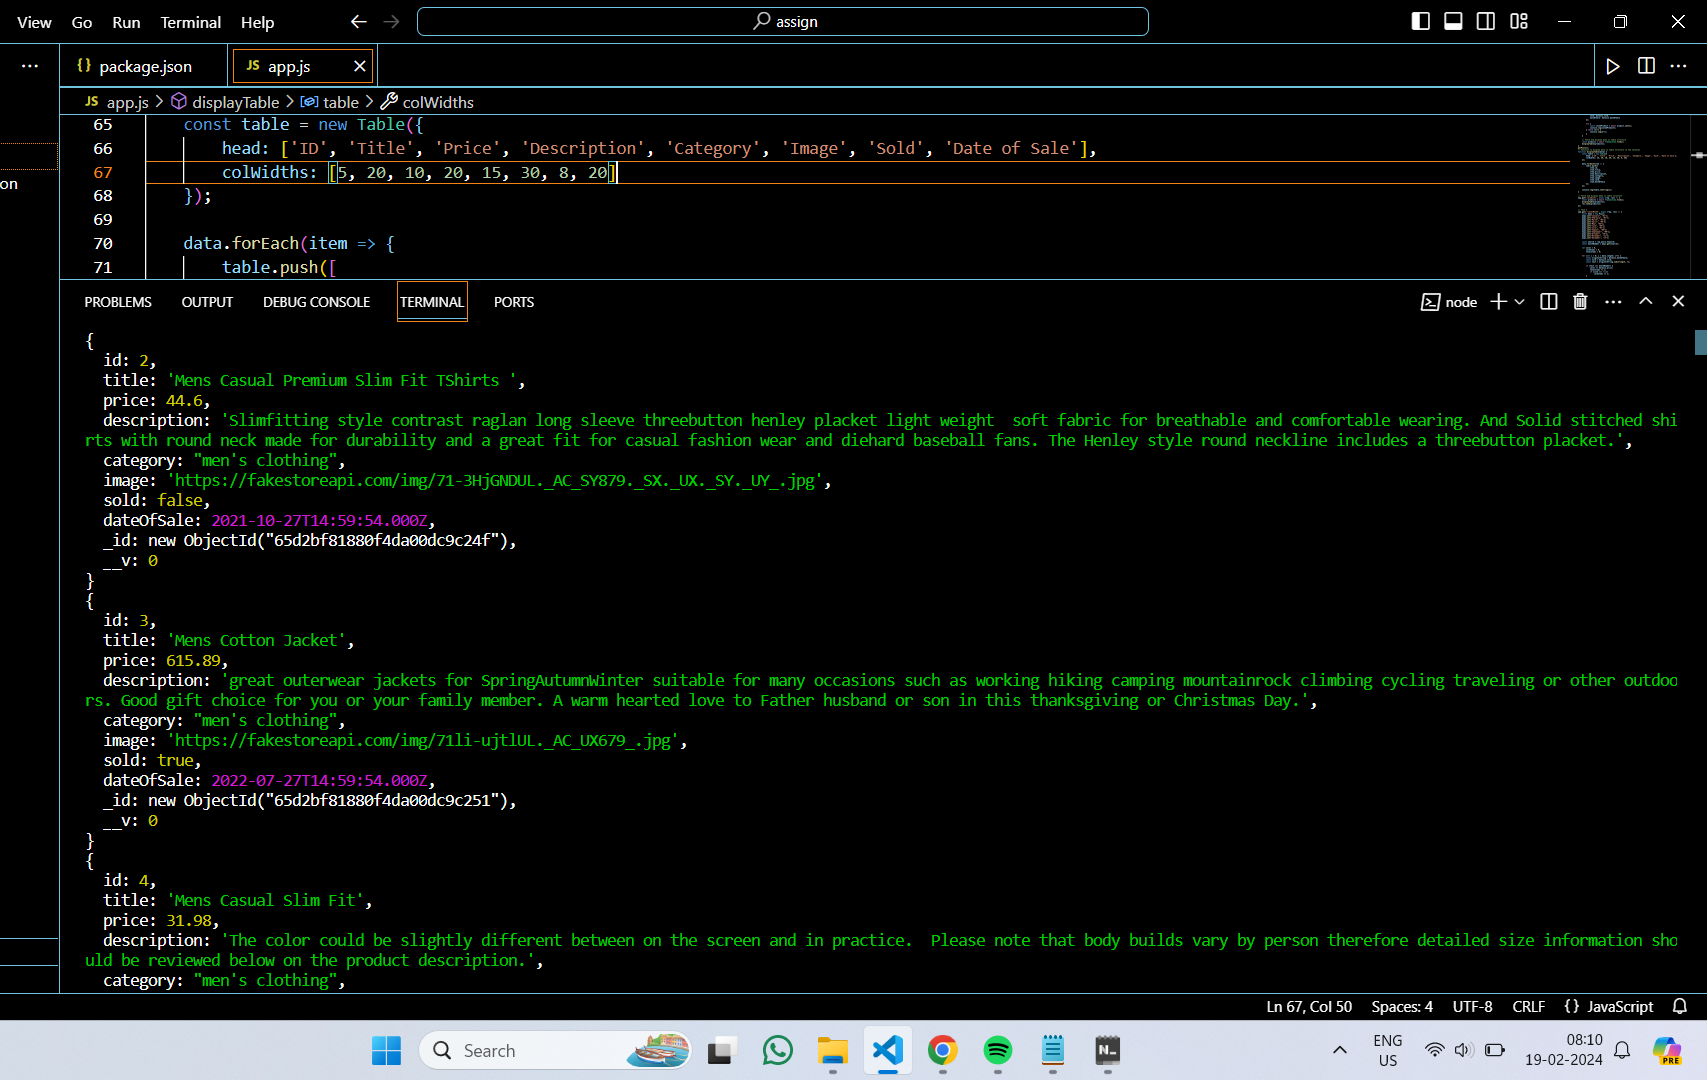 View Go Run Terminal Help assign
package.json JS app.js
JS app.js displayTable table colWidths
65 const table = new Table({
66 head: ['ID', 'Title', 'Price', 'Description', 'Category', 'Image', 'Sold', 'Date of Sale'],
67 colWidths: [5, 20, 10, 20, 15, 30, 8, 20]
on
68 });
69
70 data.forEach(item => {
71 table.push([
PROBLEMS OUTPUT DEBUG CONSOLE TERMINAL PORTS node
{
id: 2,
title: 'Mens Casual Premium Slim Fit TShirts ',
price: 44.6,
description: 'Slimfitting style contrast raglan long sleeve threebutton henley placket light weight  soft fabric for breathable and comfortable wearing. And Solid stitched shi
rts with round neck made for durability and a great fit for casual fashion wear and diehard baseball fans. The Henley style round neckline includes a threebutton placket.',
category: "men's clothing",
image: 'https://fakestoreapi.com/img/71-3HjGNDUL._AC_SY879._SX._UX._SY._UY_.jpg',
sold: false,
dateOfSale: 2021-10-27T14:59:54.000Z,
_id: new ObjectId("65d2bf81880f4da00dc9c24f"),
__v: 0
}
{
id: 3,
title: 'Mens Cotton Jacket',
price: 615.89,
description: 'great outerwear jackets for SpringAutumnWinter suitable for many occasions such as working hiking camping mountainrock climbing cycling traveling or other outdoo
rs. Good gift choice for you or your family member. A warm hearted love to Father husband or son in this thanksgiving or Christmas Day.',
category: "men's clothing",
image: 'https://fakestoreapi.com/img/71li-ujtlUL._AC_UX679_.jpg',
sold: true,
dateOfSale: 2022-07-27T14:59:54.000Z,
_id: new ObjectId("65d2bf81880f4da00dc9c251"),
__v: 0
}
{
id: 4,
title: 'Mens Casual Slim Fit',
price: 31.98,
description: 'The color could be slightly different between on the screen and in practice.  Please note that body builds vary by person therefore detailed size information sho
uld be reviewed below on the product description.',
category: "men's clothing",
Ln 67, Col 50 Spaces: 4 UTF-8 CRLF {} JavaScript
Search
ENG
US
08:10
19-02-2024
PRE